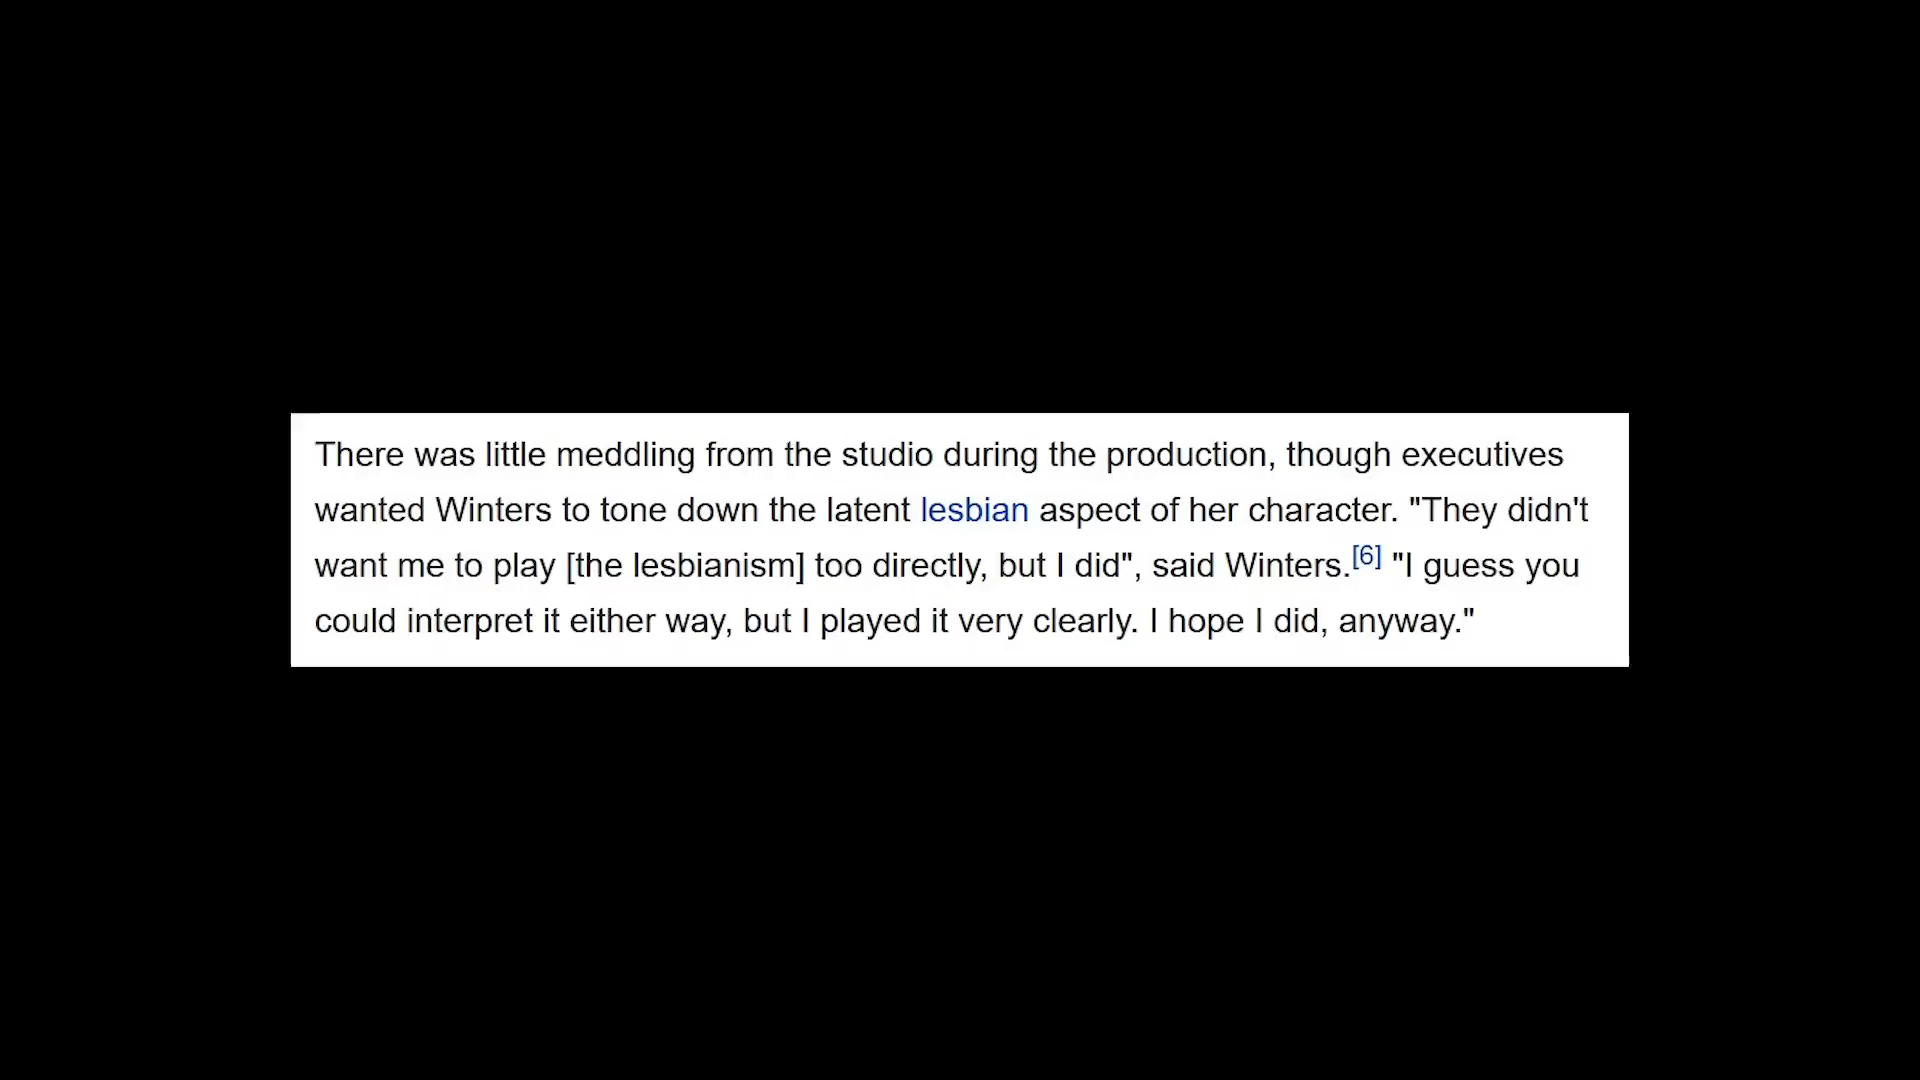 There was little meddling from the studio during the production, though executives
wanted Winters to tone down the latent lesbian aspect of her character. "They didn't
want me to play [the lesbianism] too directly, but I did", said Winters.[6] "I guess you
could interpret it either way, but I played it very clearly. I hope I did, anyway."